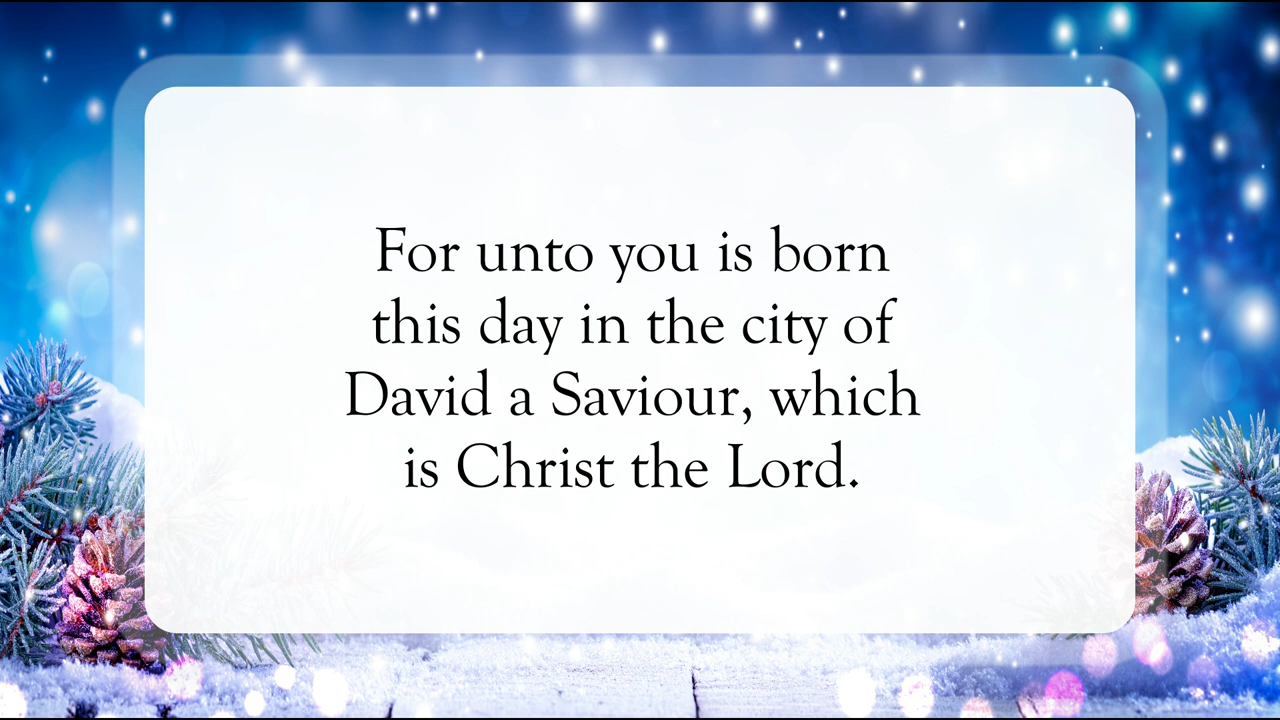 For unto you is born
this day in the city of
David a Saviour, which
is Christ the Lord.